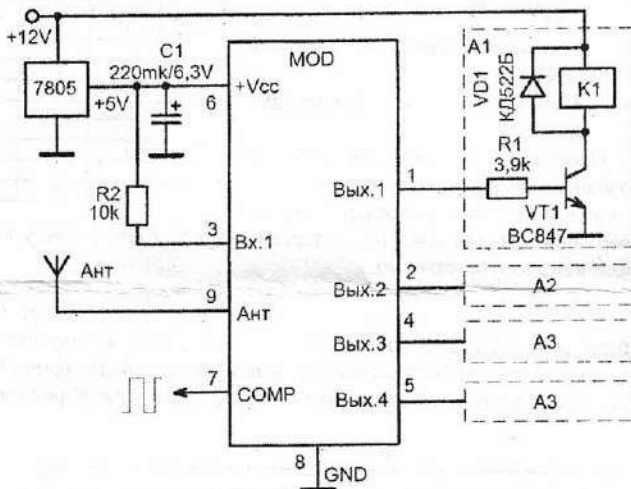 +12V
7805
+5V
C1
220mk/6,3V
6
+Vcc
MOD
A1
VD1
КД522Б
K1
R1
3,9k
VT1
BC847
1
Вых.1
R2
10k
3
Вх.1
Ант
9
Ант
2
Вых.2
A2
4
Вых.3
A3
7
COMP
5
Вых.4
A3
8
GND